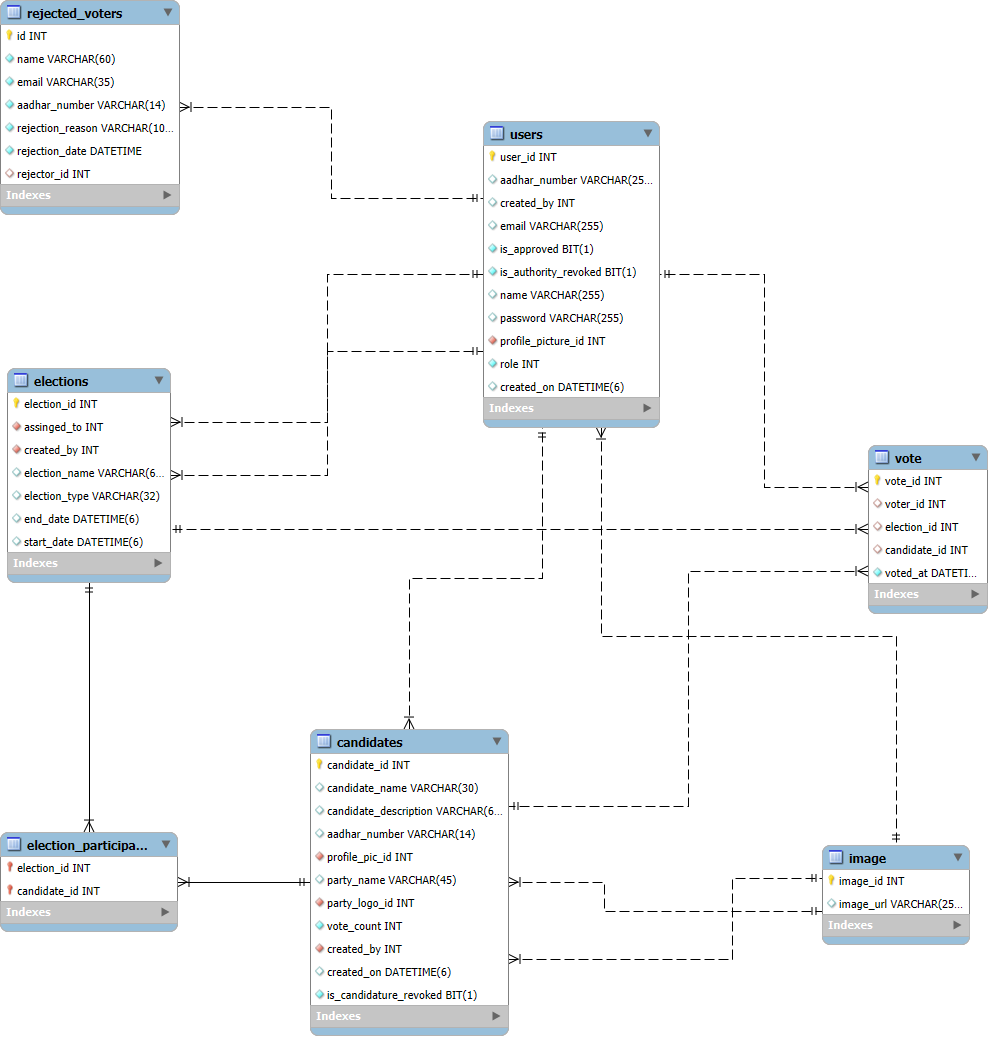 rejected_voters
id INT
name VARCHAR(60)
email VARCHAR(35)
aadhar_number VARCHAR(14)
rejection_reason VARCHAR(10...
rejection_date DATETIME
rejector_id INT
Indexes
users
user_id INT
aadhar_number VARCHAR(25...
created_by INT
email VARCHAR(255)
is_approved BIT(1)
is_authority_revoked BIT(1)
name VARCHAR(255)
password VARCHAR(255)
profile_picture_id INT
role INT
created_on DATETIME(6)
Indexes
elections
election_id INT
assinged_to INT
created_by INT
election_name VARCHAR(6...
election_type VARCHAR(32)
end_date DATETIME(6)
start_date DATETIME(6)
Indexes
vote
vote_id INT
voter_id INT
election_id INT
candidate_id INT
voted_at DATETI...
Indexes
candidates
candidate_id INT
candidate_name VARCHAR(30)
candidate_description VARCHAR(6...
aadhar_number VARCHAR(14)
profile_pic_id INT
party_name VARCHAR(45)
party_logo_id INT
vote_count INT
created_by INT
created_on DATETIME(6)
is_candidature_revoked BIT(1)
Indexes
election_participa...
election_id INT
candidate_id INT
Indexes
image
image_id INT
image_url VARCHAR(25...
Indexes